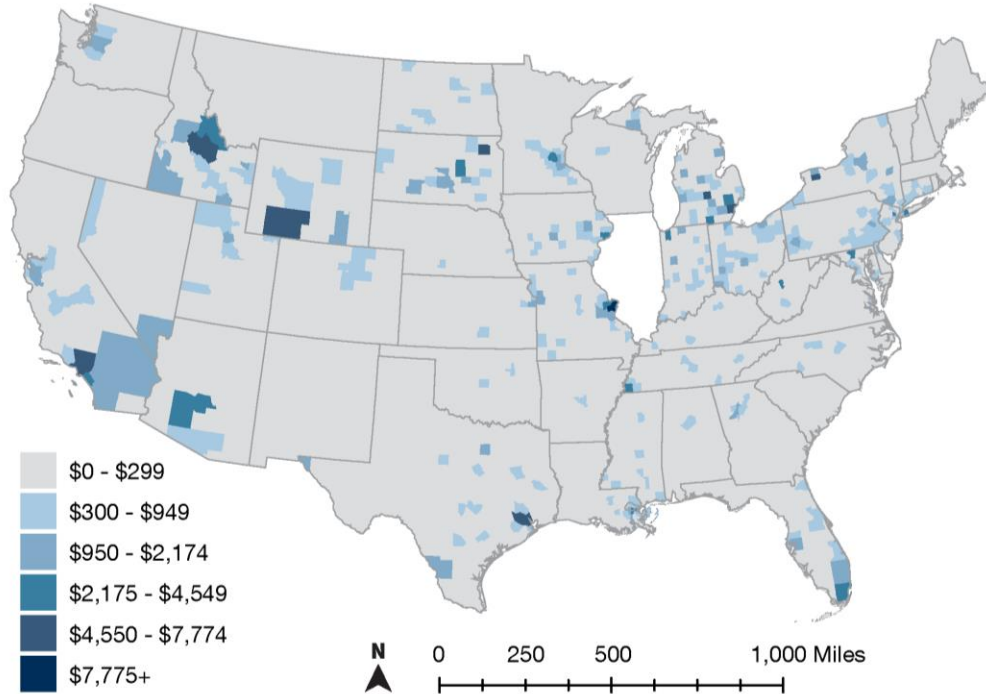 $0 - $299
$300 - $949
$950 - $2,174
$2,175 - $4,549
$4,550 - $7,774
$7,775+
N
0 250 500 1,000 Miles